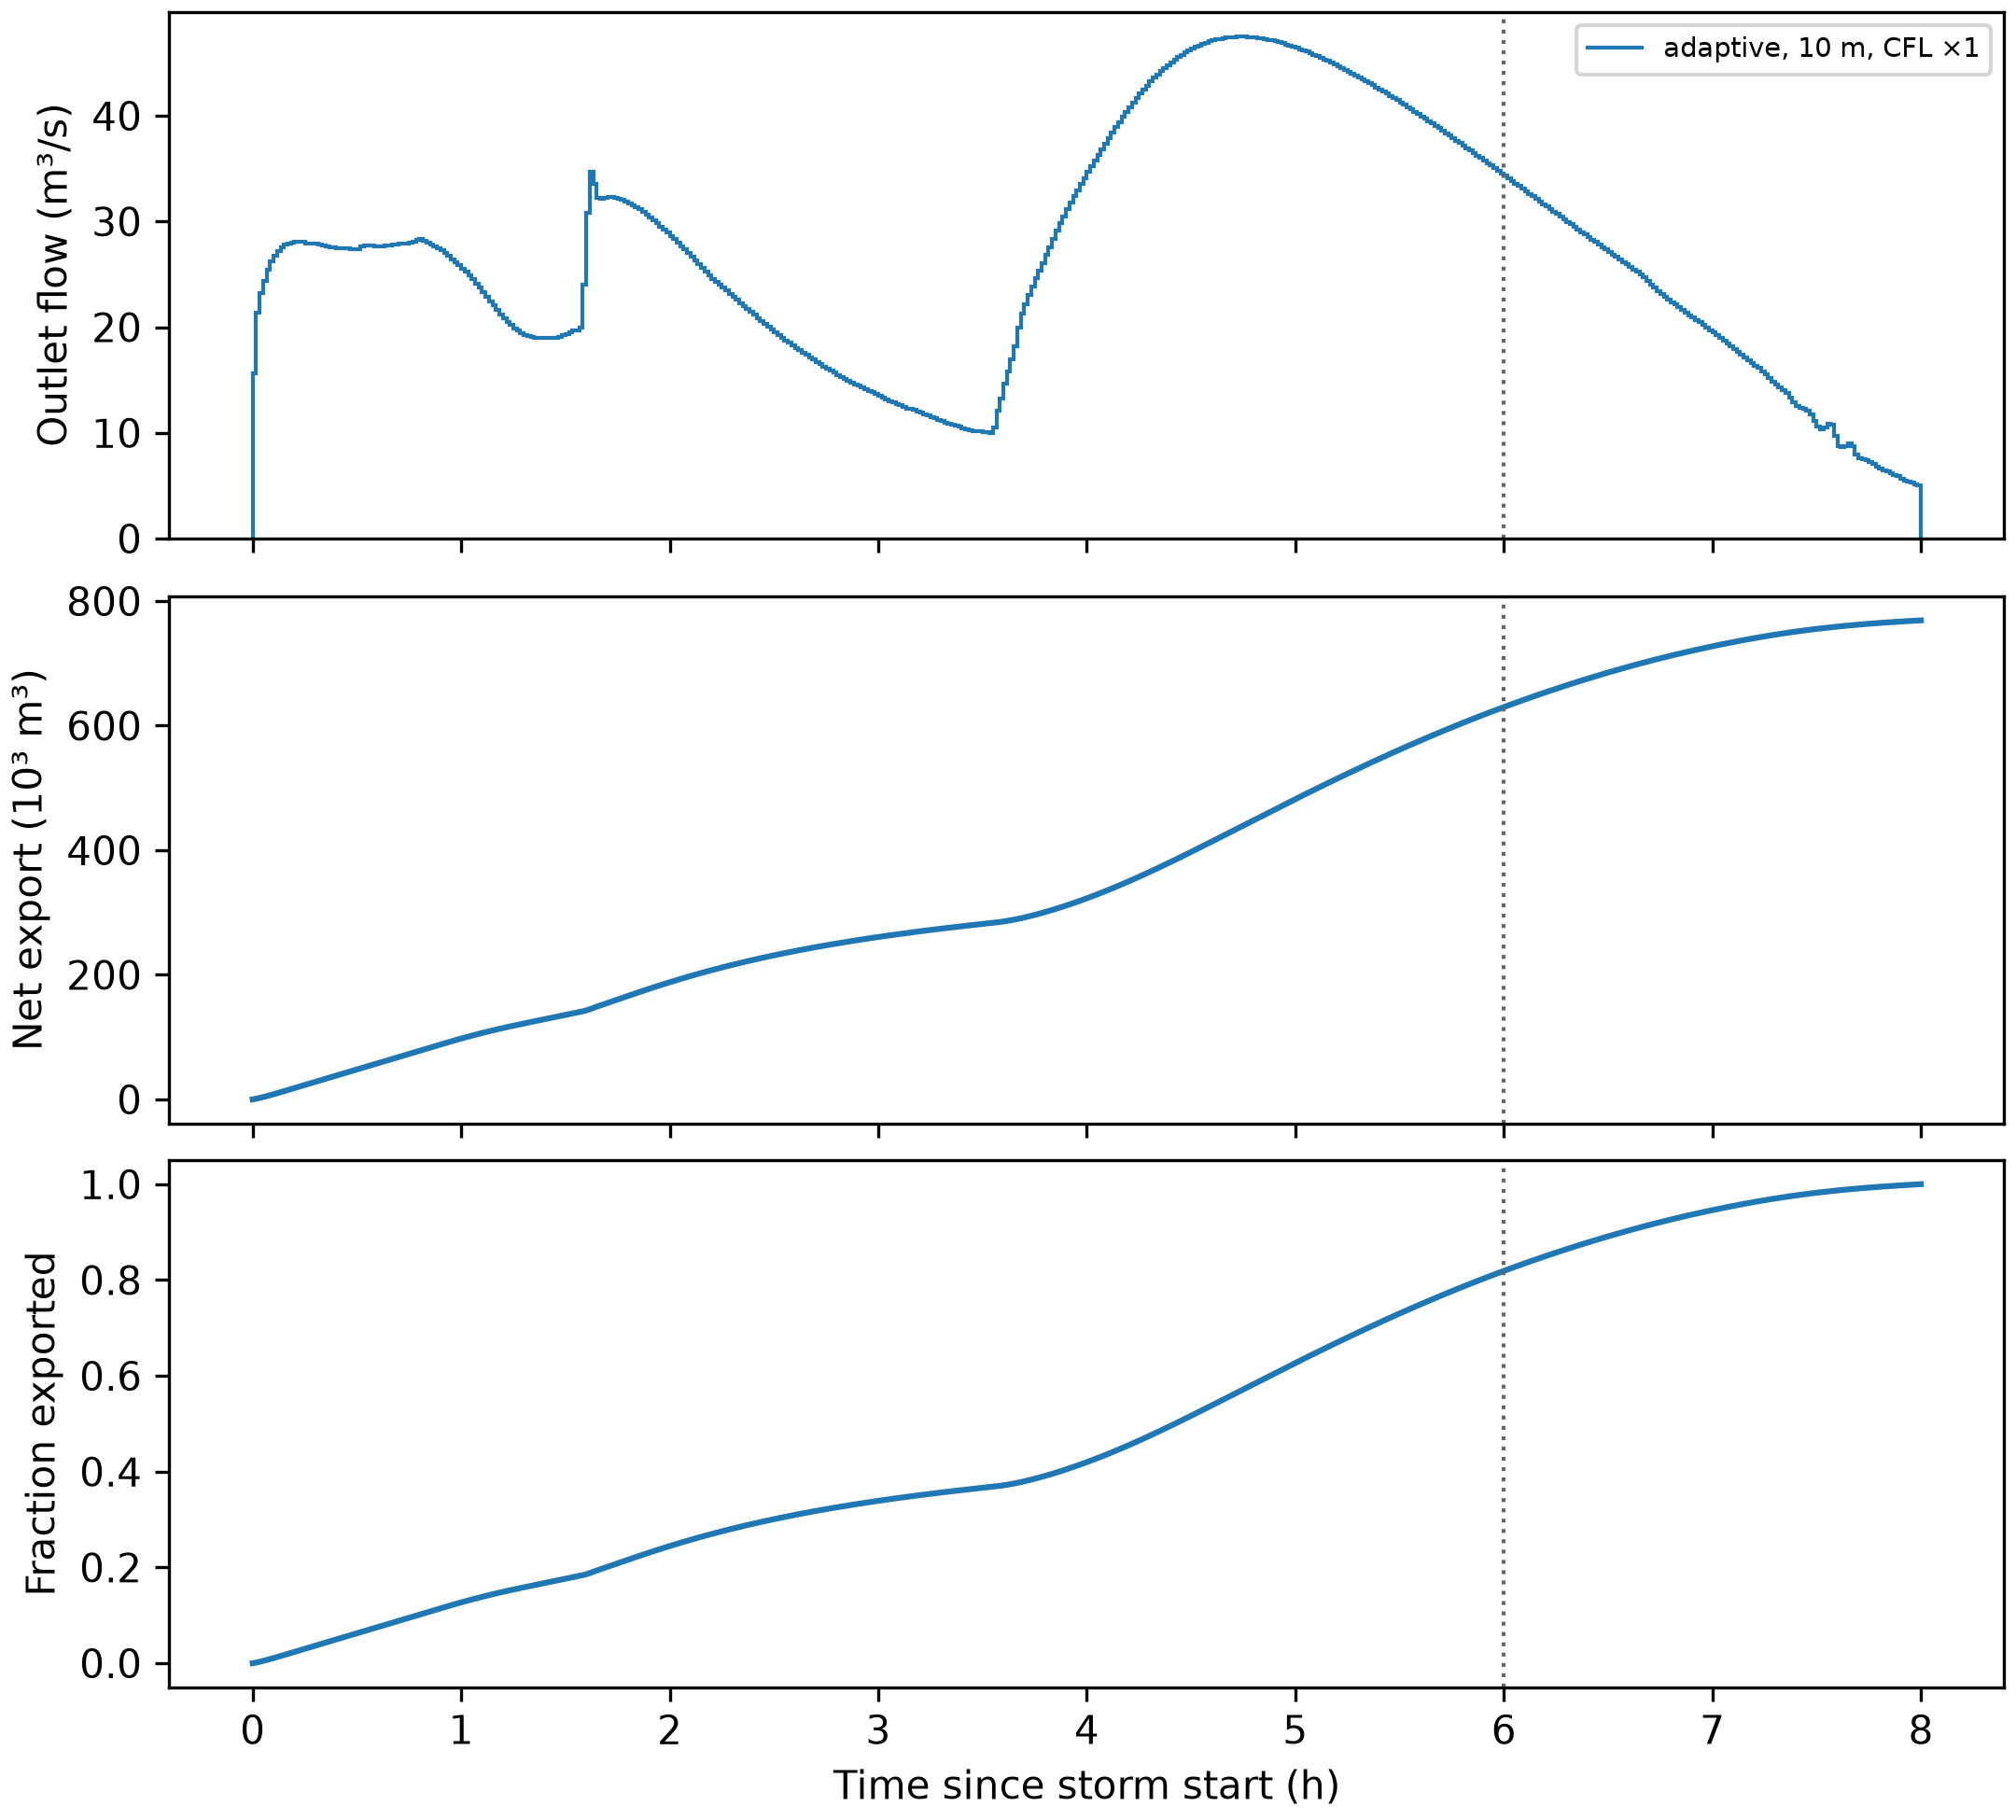 adaptive, 10 m, CFL ×1
Outlet flow (m³/s)
40
30
20
10
0
Net export (10³ m³)
800
600
400
200
0
Fraction exported
1.0
0.8
0.6
0.4
0.2
0.0
0 1 2 3 4 5 6 7 8
Time since storm start (h)